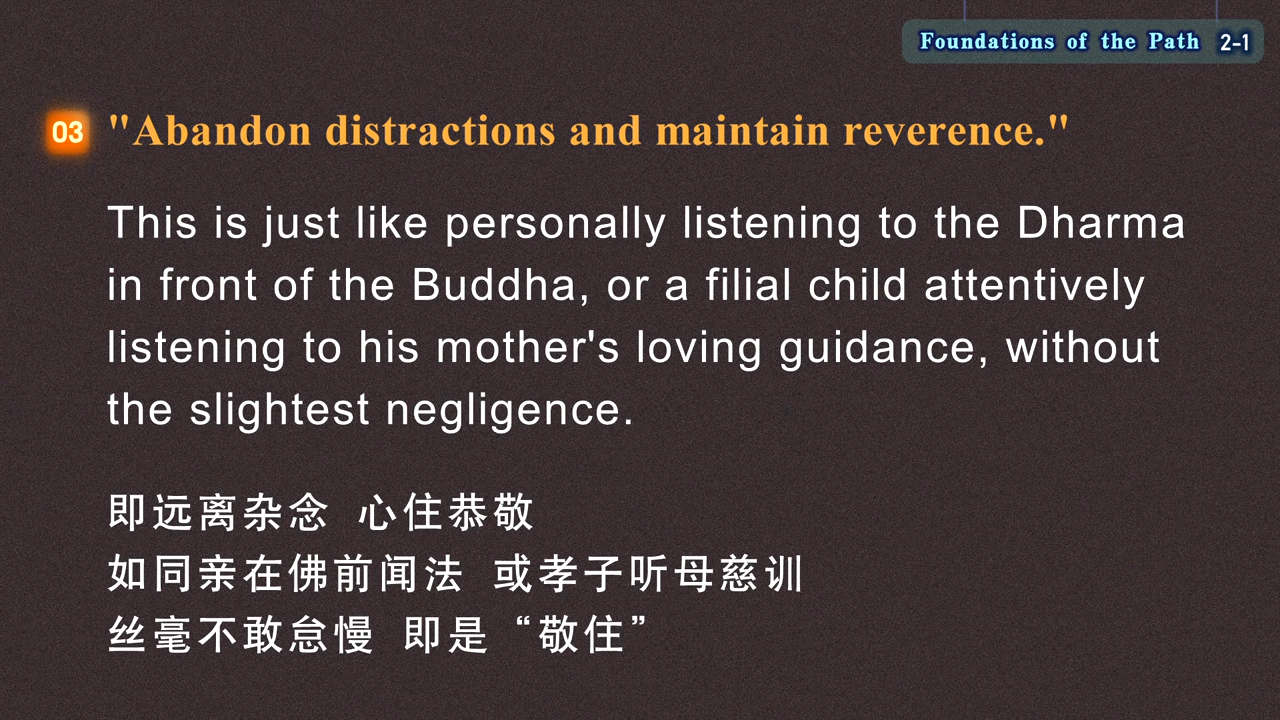 Foundations of the Path 2-1
03 "Abandon distractions and maintain reverence."
This is just like personally listening to the Dharma
in front of the Buddha, or a filial child attentively
listening to his mother's loving guidance, without
the slightest negligence.
即远离杂念 心住恭敬
如同亲在佛前闻法 或孝子听母慈训
丝毫不敢怠慢 即是“敬住”